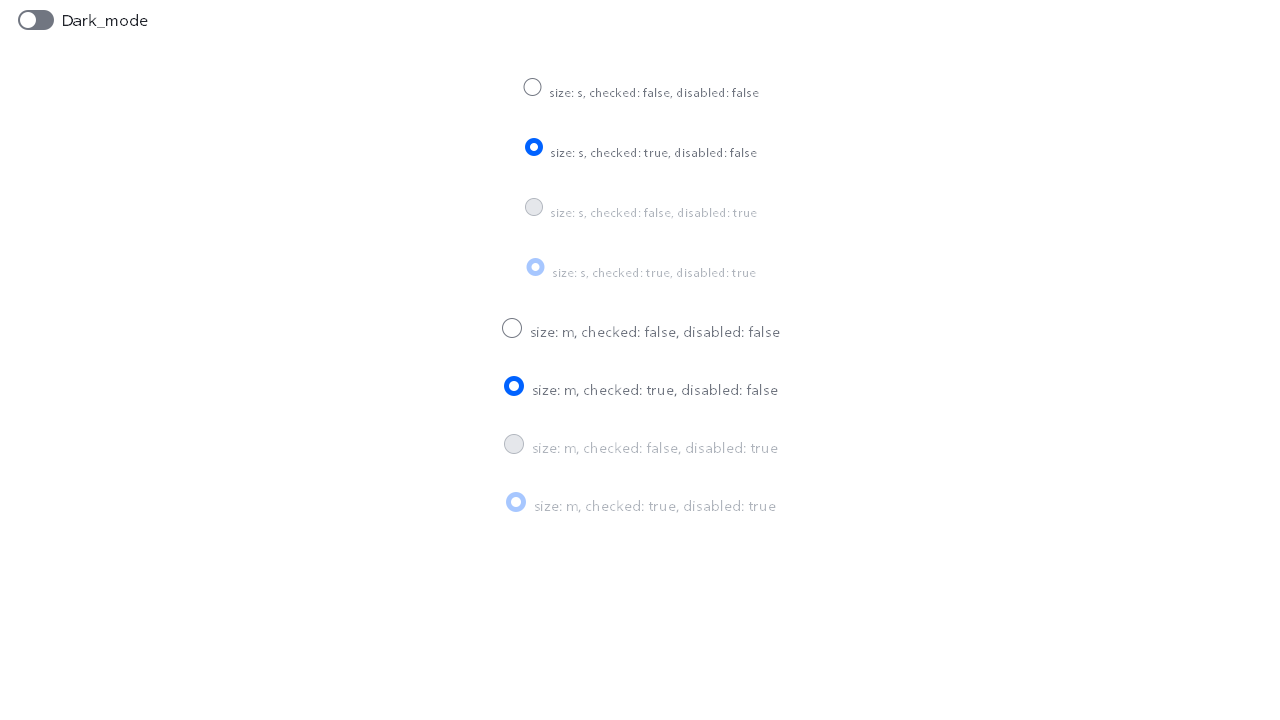 Dark_mode
size: s, checked: false, disabled: false
size: s, checked: true, disabled: false
size: s, checked: false, disabled: true
size: s, checked: true, disabled: true
size: m, checked: false, disabled: false
size: m, checked: true, disabled: false
size: m, checked: false, disabled: true
size: m, checked: true, disabled: true